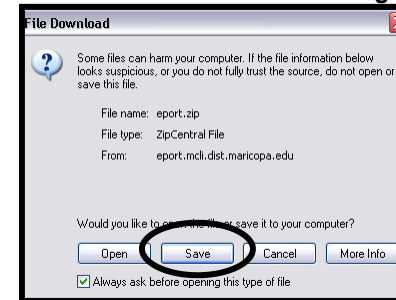 File Download
Some files can harm your computer. If the file information below
looks suspicious, or you do not fully trust the source, do not open or
save this file.
File name: eport.zip
File type: ZipCentral File
From: eport.mcli.dist.maricopa.edu
Would you like to open the file or save it to your computer?
Open Save Cancel More Info
Always ask before opening this type of file